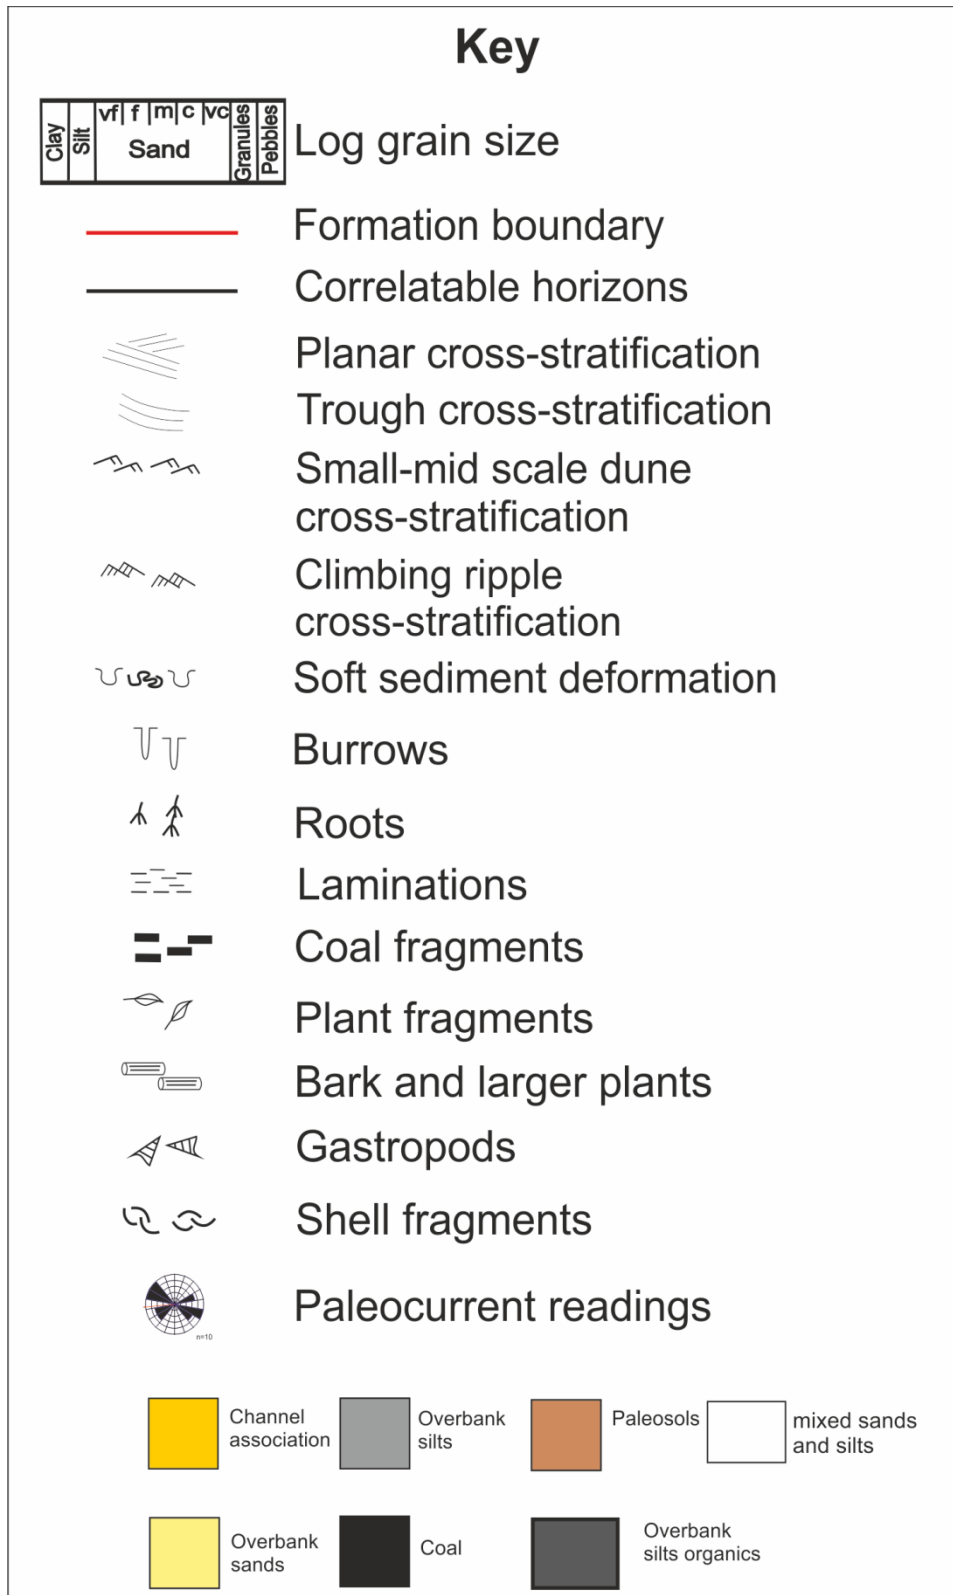 Key
Clay
Silt
vf f m c vc
Sand
Granules
Pebbles
Log grain size
Formation boundary
Correlatable horizons
Planar cross-stratification
Trough cross-stratification
Small-mid scale dune
cross-stratification
Climbing ripple
cross-stratification
Soft sediment deformation
Burrows
Roots
Laminations
Coal fragments
Plant fragments
Bark and larger plants
Gastropods
Shell fragments
Paleocurrent readings
n=10
Channel
association
Overbank
silts
Paleosols
mixed sands
and silts
Overbank
sands
Coal
Overbank
silts organics